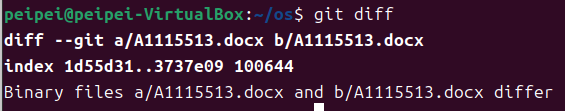 peipei@peipei-VirtualBox:~/os$ git diff
diff --git a/A1115513.docx b/A1115513.docx
index 1d55d31..3737e09 100644
Binary files a/A1115513.docx and b/A1115513.docx differ